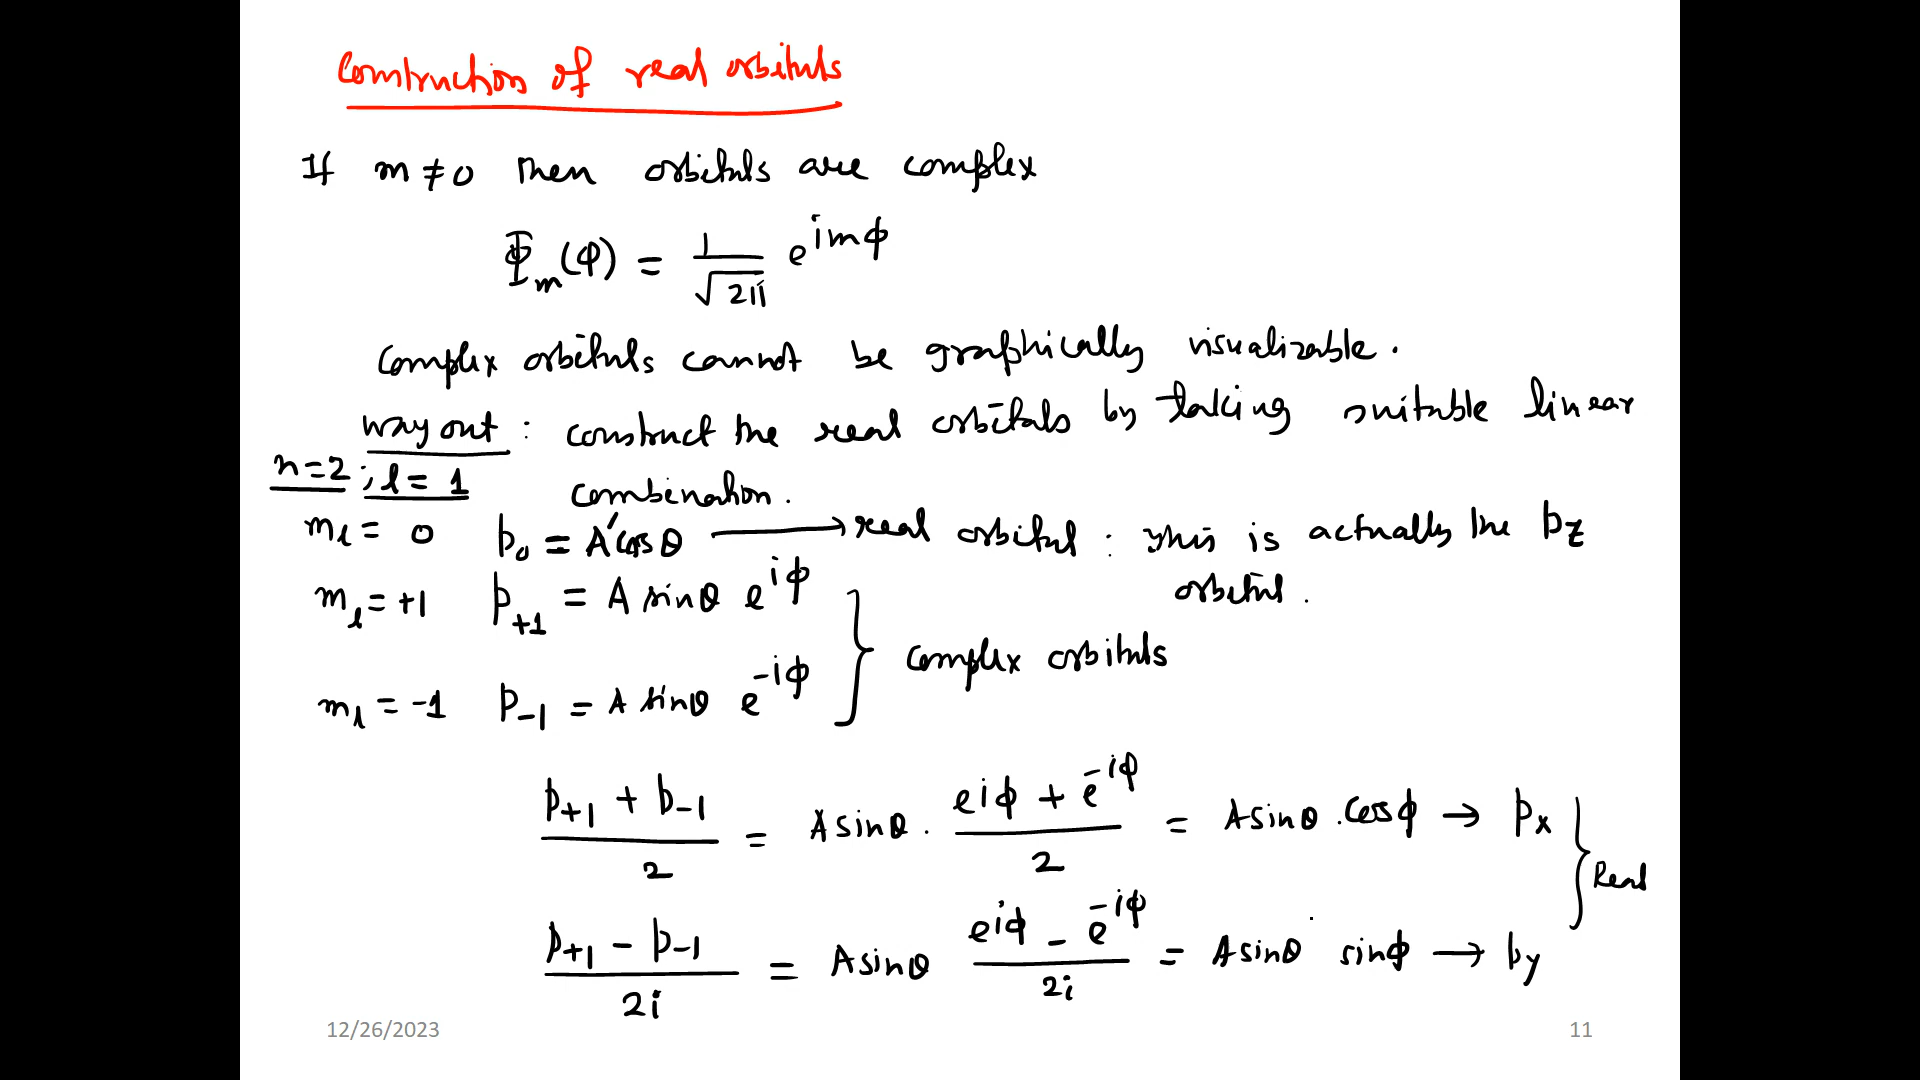 Construction of real orbitals
If m ≠ 0 then orbitals are complex
Φm(φ) = 1/√2π e^{imφ}
Complex orbitals cannot be graphically visualizable.
way out : construct the real orbitals by taking suitable linear
combination.
n=2 ; l = 1
ml = 0 p0 = A'cosθ → real orbital : This is actually the pz
orbital.
ml = +1 p+1 = A sinθ e^{iφ}
complex orbitals
ml = -1 p-1 = A sinθ e^{-iφ}
(p+1 + p-1)/2 = A sinθ . (e^{iφ} + e^{-iφ})/2 = A sinθ . cosφ → px
Real
(p+1 - p-1)/2i = A sinθ (e^{iφ} - e^{-iφ})/2i = A sinθ sinφ → py
12/26/2023
11